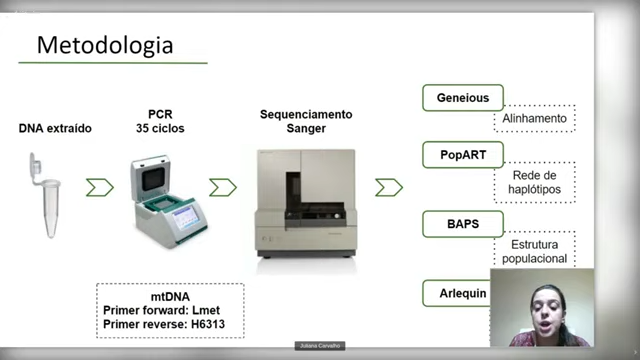 Metodologia
DNA extraído
PCR
35 ciclos
Sequenciamento
Sanger
Geneious
Alinhamento
PopART
Rede de
haplótipos
BAPS
Estrutura
populacional
Arlequin
mtDNA
Primer forward: Lmet
Primer reverse: H6313
Juliana Carvalho